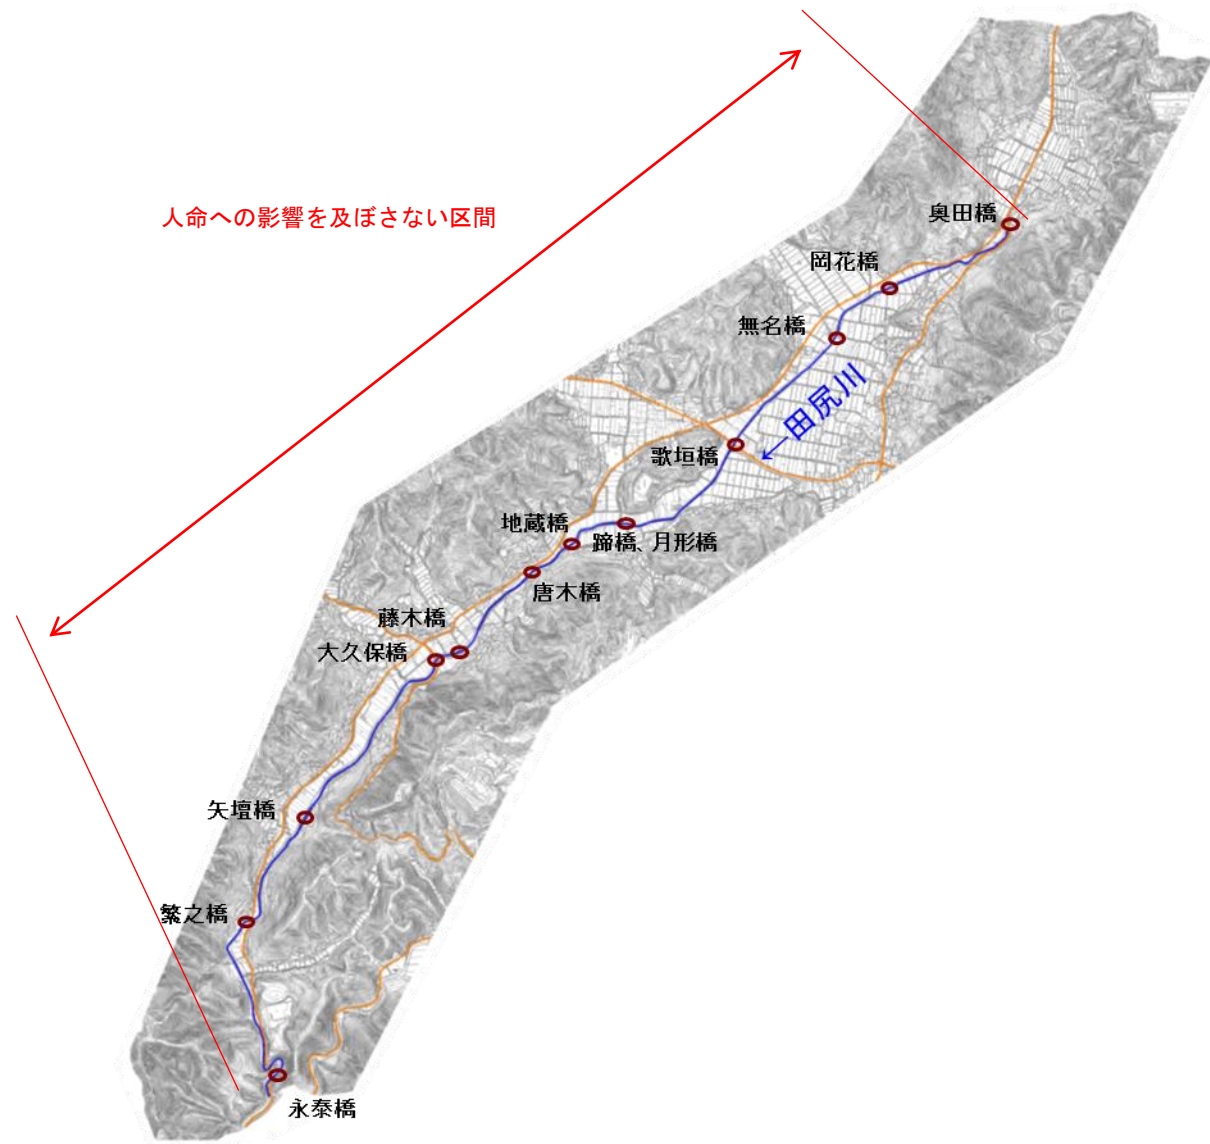 人命への影響を及ぼさない区間
奥田橋
岡花橋
無名橋
←田尻川
歌垣橋
地蔵橋
蹄橋、月形橋
唐木橋
藤木橋
大久保橋
矢壇橋
繁之橋
永泰橋